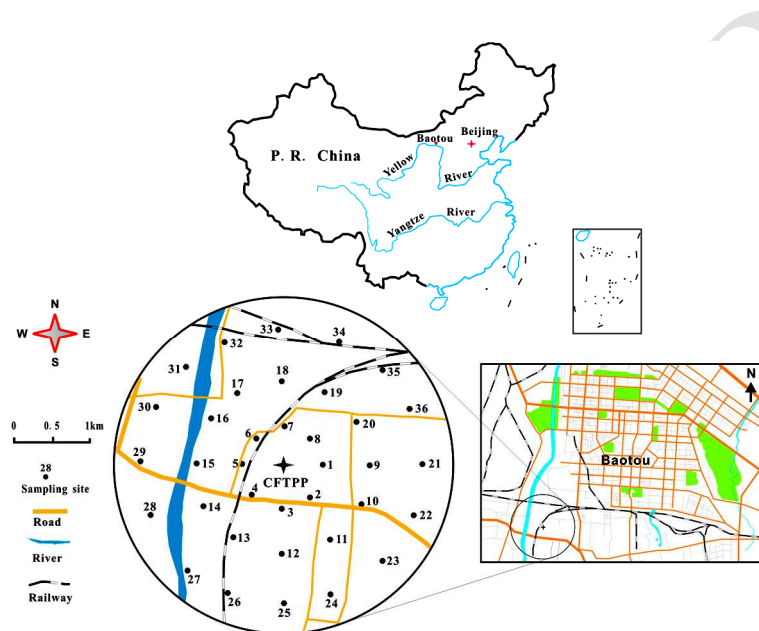 Baotou
Beijing
P. R. China
Yellow
River
Yangtze
River
N
W
E
S
0
0.5
1km
28
Sampling site
Road
River
Railway
33
34
32
31
35
18
17
19
30
36
16
20
7
6
8
29
15
5
1
9
21
CFTPP
4
2
10
28
14
3
22
13
11
12
23
27
26
24
25
N
Baotou